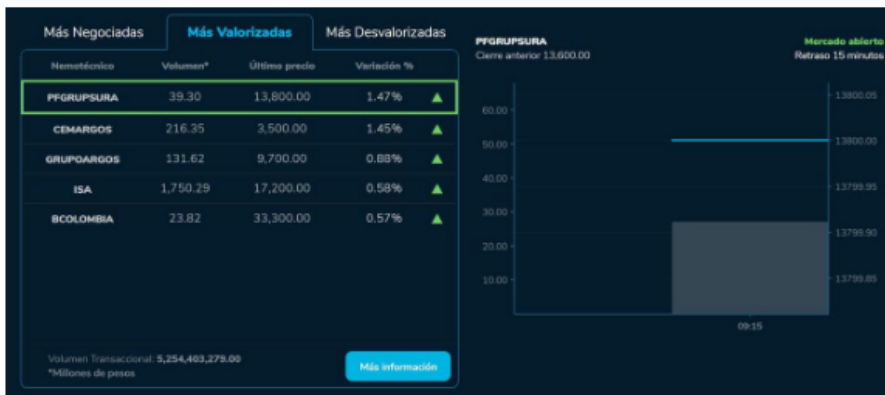 Más Negociadas Más Valorizadas Más Desvalorizadas
Nemotécnico Volumen* Último precio Variación %
PFGRUPSURA 39.30 13,800.00 1.47%
CEMARGOS 216.35 3,500.00 1.45%
GRUPOARGOS 131.62 9,700.00 0.88%
ISA 1,750.29 17,200.00 0.58%
BCOLOMBIA 23.82 33,300.00 0.57%
Volumen Transaccional: 5,254,403,279.00
*Millones de pesos
Más información
PFGRUPSURA Mercado abierto
Cierre anterior 13,600.00 Retraso 15 minutos
13800.05
60.00
50.00 13800.00
40.00
13799.95
30.00
13799.90
20.00
10.00 13799.85
09:15